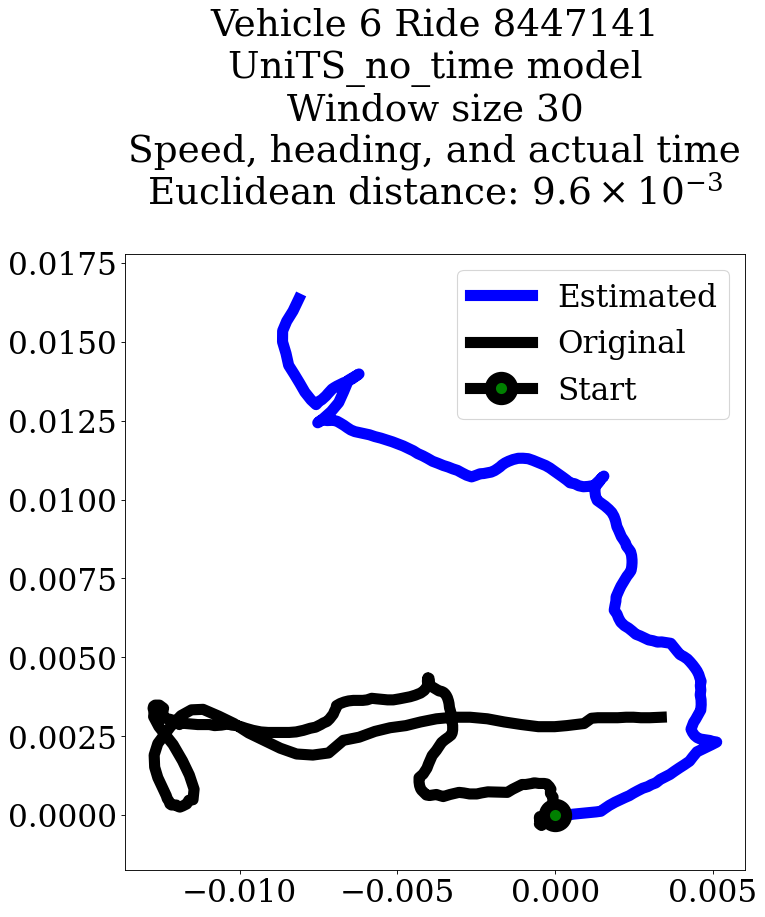 Vehicle 6 Ride 8447141
UniTS_no_time model
Window size 30
Speed, heading, and actual time
Euclidean distance: 9.6 × 10⁻³
0.0175
0.0150
0.0125
0.0100
0.0075
0.0050
0.0025
0.0000
Estimated
Original
Start
−0.010
−0.005
0.000
0.005